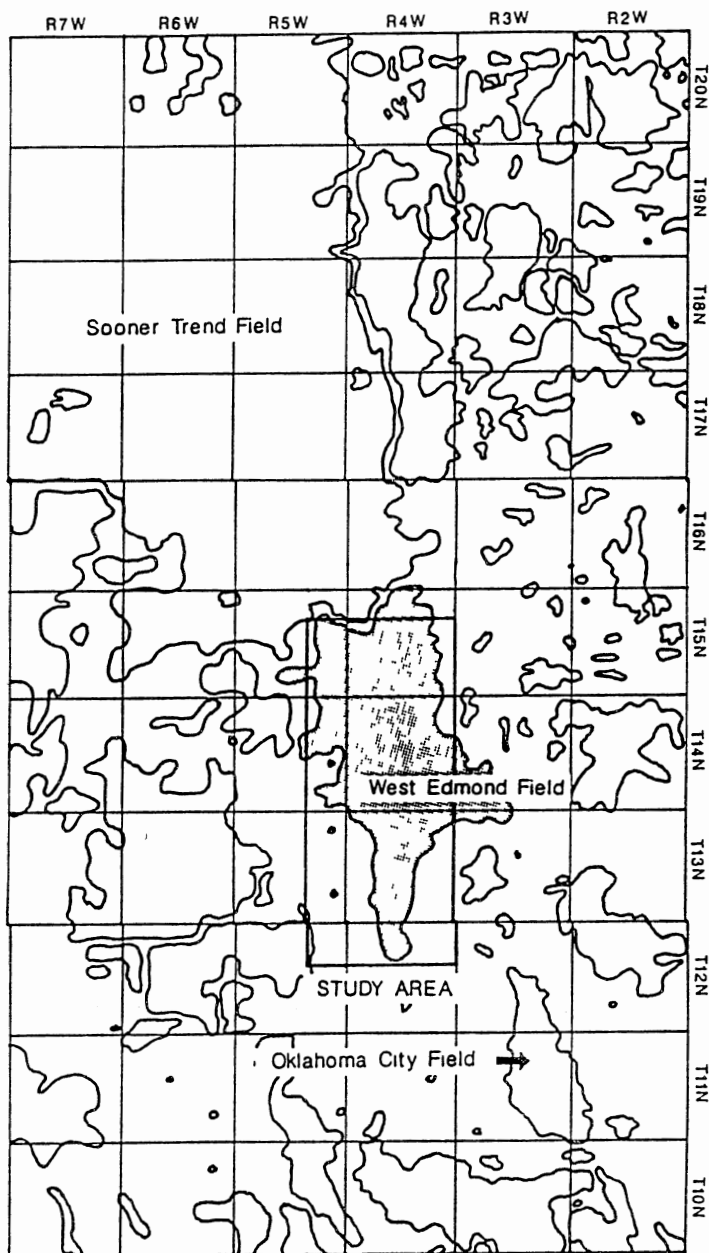 R7W R6W R5W R4W R3W R2W
T20N
T19N
T18N
Sooner Trend Field
T17N
T16N
T15N
T14N
West Edmond Field
T13N
T12N
STUDY AREA
Oklahoma City Field
T11N
T10N